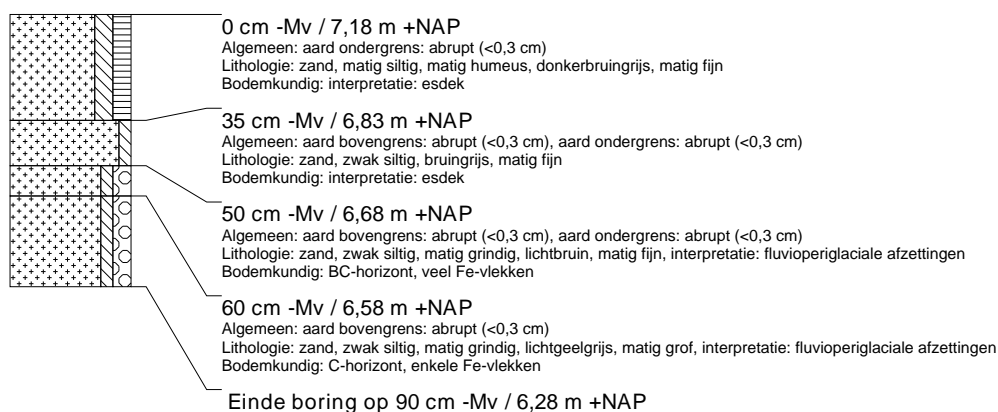 0 cm -Mv / 7,18 m +NAP
Algemeen: aard ondergrens: abrupt (<0,3 cm)
Lithologie: zand, matig siltig, matig humeus, donkerbruingrijs, matig fijn
Bodemkundig: interpretatie: esdek
35 cm -Mv / 6,83 m +NAP
Algemeen: aard bovengrens: abrupt (<0,3 cm), aard ondergrens: abrupt (<0,3 cm)
Lithologie: zand, zwak siltig, bruingrijs, matig fijn
Bodemkundig: interpretatie: esdek
50 cm -Mv / 6,68 m +NAP
Algemeen: aard bovengrens: abrupt (<0,3 cm), aard ondergrens: abrupt (<0,3 cm)
Lithologie: zand, zwak siltig, matig grindig, lichtbruin, matig fijn, interpretatie: fluvioperiglaciale afzettingen
Bodemkundig: BC-horizont, veel Fe-vlekken
60 cm -Mv / 6,58 m +NAP
Algemeen: aard bovengrens: abrupt (<0,3 cm)
Lithologie: zand, zwak siltig, matig grindig, lichtgeelgrijs, matig grof, interpretatie: fluvioperiglaciale afzettingen
Bodemkundig: C-horizont, enkele Fe-vlekken
Einde boring op 90 cm -Mv / 6,28 m +NAP